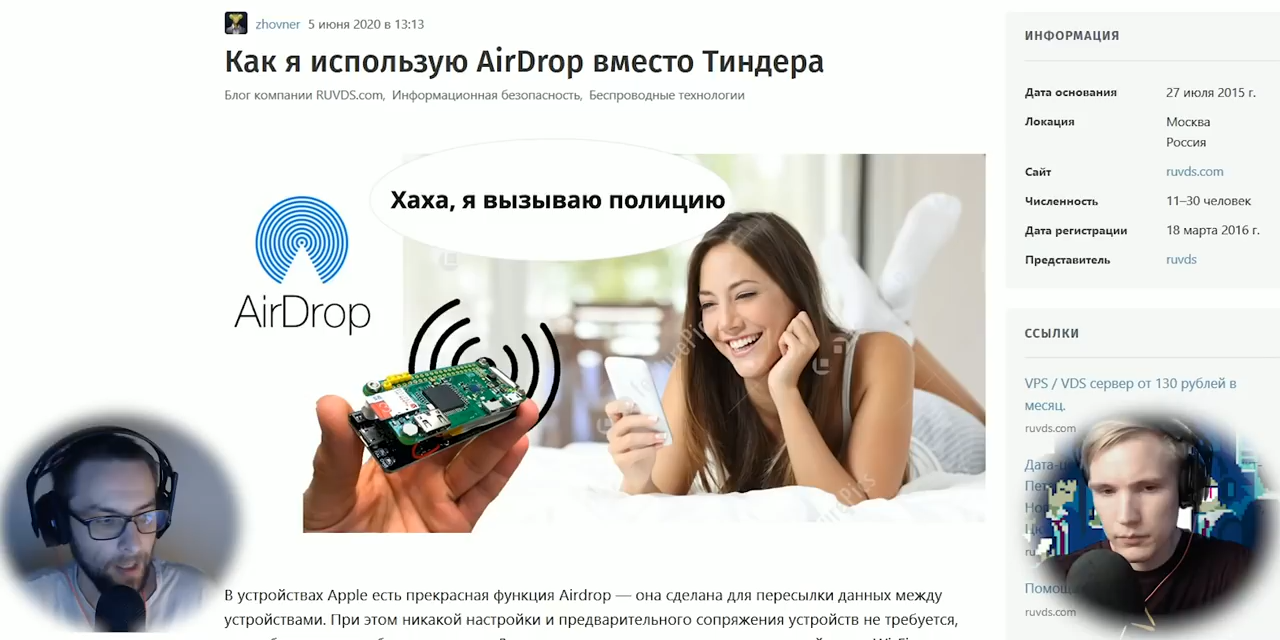 zhovner 5 июня 2020 в 13:13
Как я использую AirDrop вместо Тиндера
Блог компании RUVDS.com, Информационная безопасность, Беспроводные технологии
Хаха, я вызываю полицию
AirDrop
В устройствах Apple есть прекрасная функция Airdrop — она сделана для пересылки данных между
устройствами. При этом никакой настройки и предварительного сопряжения устройств не требуется,
ИНФОРМАЦИЯ
Дата основания 27 июля 2015 г.
Локация Москва
Россия
Сайт ruvds.com
Численность 11–30 человек
Дата регистрации 18 марта 2016 г.
Представитель ruvds
ССЫЛКИ
VPS / VDS сервер от 130 рублей в
месяц.
ruvds.com
ruvds.com